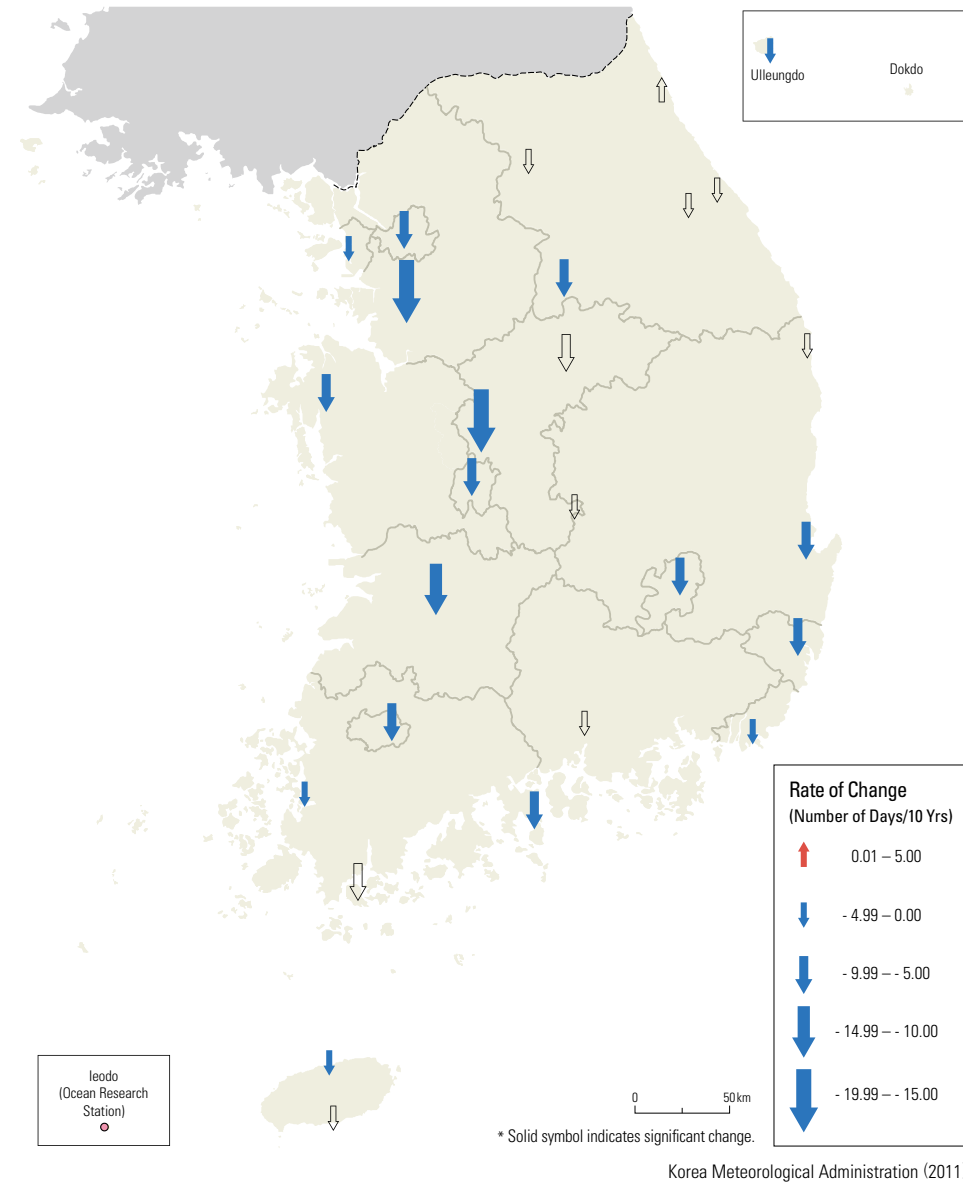 Ulleungdo
Dokdo
Rate of Change
(Number of Days/10 Yrs)
0.01 – 5.00
- 4.99 – 0.00
- 9.99 – - 5.00
- 14.99 – - 10.00
- 19.99 – - 15.00
Ieodo
(Ocean Research
Station)
0 50 km
* Solid symbol indicates significant change.
Korea Meteorological Administration (2011